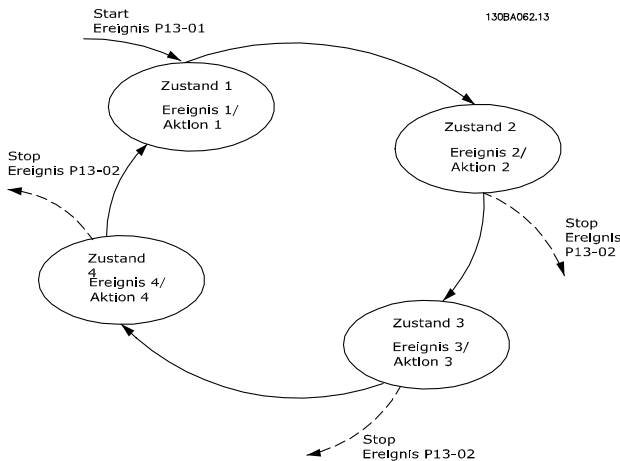 Start
Ereignis P13-01
130BA062.13
Zustand 1
Ereignis 1/
Aktion 1
Zustand 2
Ereignis 2/
Aktion 2
Stop
Ereignis P13-02
Stop
Ereignis
P13-02
Zustand
4
Ereignis 4/
Aktion 4
Zustand 3
Ereignis 3/
Aktion 3
Stop
Ereignis P13-02